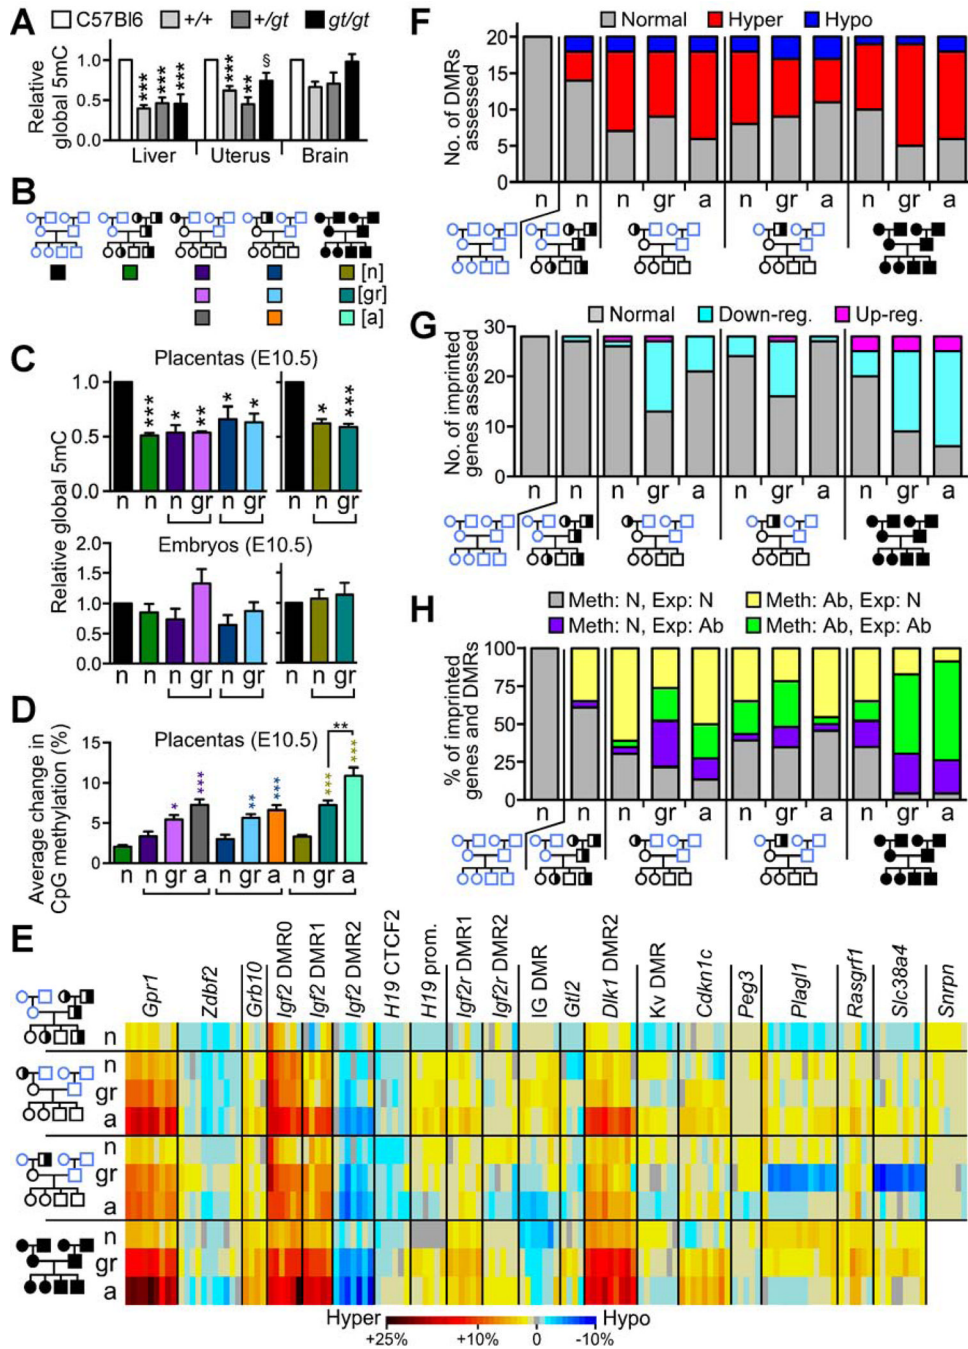 A
C57Bl6 +/+ +/gt gt/gt
Relative global 5mC
1.0
0.5
0.0
*** *** *** *** ** §
Liver Uterus Brain
B
[n]
[gr]
[a]
C
Placentas (E10.5)
Relative global 5mC
1.0
0.5
0.0
*** * ** * * * ***
n n n gr n gr n n gr
Embryos (E10.5)
2.0
1.5
1.0
0.5
0.0
n n n gr n gr n n gr
D
Placentas (E10.5)
Average change in CpG methylation (%)
15
10
5
0
* *** ** *** *** ** ***
n n gr a n gr a n gr a
E
Gpr1 Zdbf2 Grb10 Igf2 DMR0 Igf2 DMR1 Igf2 DMR2 H19 CTCF2 H19 prom. Igf2r DMR1 Igf2r DMR2 IG DMR Gtl2 Dlk1 DMR2 Kv DMR Cdkn1c Peg3 Plagl1 Rasgrf1 Slc38a4 Snrpn
n
n
gr
a
n
gr
a
n
gr
a
Hyper Hypo
+25% +10% 0 -10%
F
Normal Hyper Hypo
No. of DMRs assessed
20
15
10
5
0
n n n gr a n gr a n gr a
G
Normal Down-reg. Up-reg.
No. of imprinted genes assessed
30
20
10
0
n n n gr a n gr a n gr a
H
Meth: N, Exp: N Meth: Ab, Exp: N
Meth: N, Exp: Ab Meth: Ab, Exp: Ab
% of imprinted genes and DMRs
100
75
50
25
0
n n n gr a n gr a n gr a